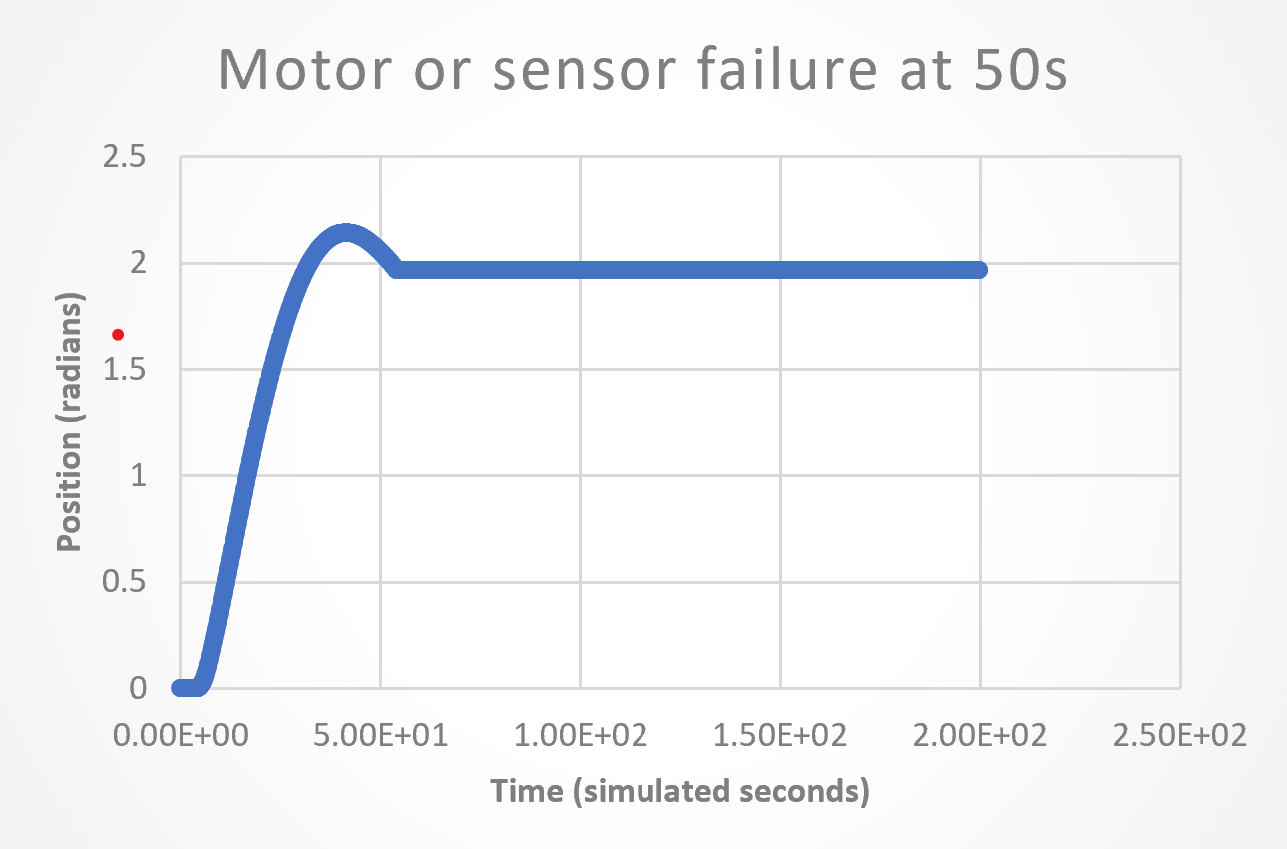 Motor or sensor failure at 50s
2.5
2
1.5
1
0.5
0
Position (radians)
0.00E+00 5.00E+01 1.00E+02 1.50E+02 2.00E+02 2.50E+02
Time (simulated seconds)